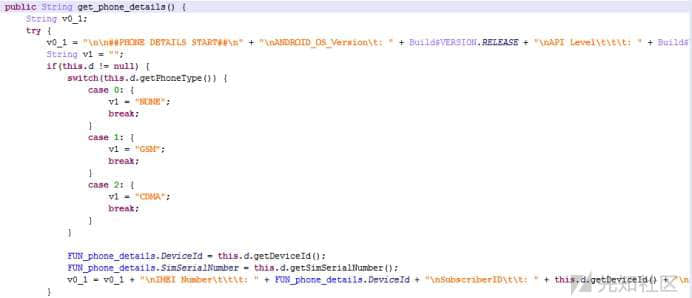 public String get_phone_details() {
String v0_1;
try {
v0_1 = "\n\n##PHONE DETAILS START##\n" + "\nANDROID_OS_Version\t: " + Build$VERSION.RELEASE + "\nAPI Level\t\t\t: " + Build$
String v1 = "";
if(this.d != null) {
switch(this.d.getPhoneType()) {
case 0: {
v1 = "NONE";
break;
}
case 1: {
v1 = "GSM";
break;
}
case 2: {
v1 = "CDMA";
break;
}
}
FUN_phone_details.DeviceId = this.d.getDeviceId();
FUN_phone_details.SimSerialNumber = this.d.getSimSerialNumber();
v0_1 = v0_1 + "\nIMEI Number\t\t\t: " + FUN_phone_details.DeviceId + "\nSubscriberID\t\t: " + this.d.getDeviceId() + "\n
}
先知社区